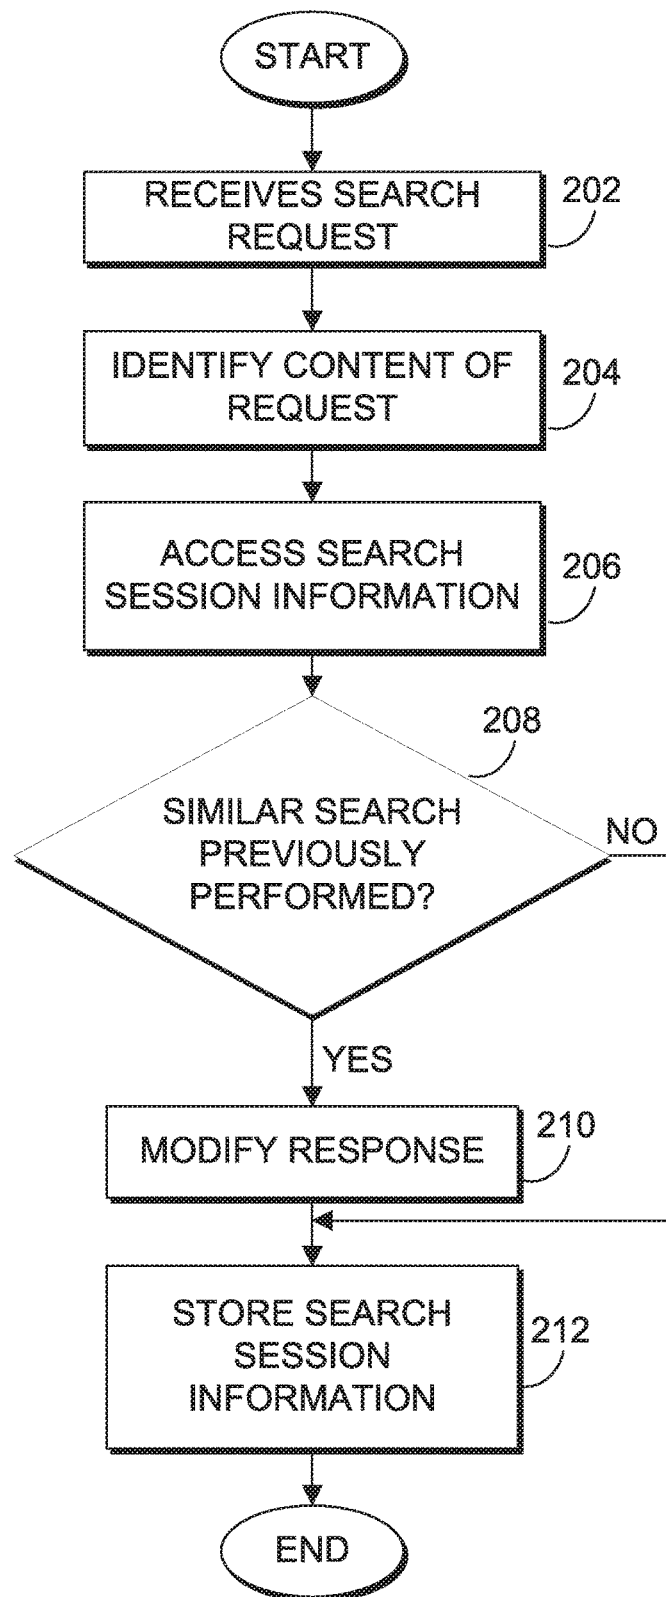 START
RECEIVES SEARCH
REQUEST
202
IDENTIFY CONTENT OF
REQUEST
204
ACCESS SEARCH
SESSION INFORMATION
206
208
SIMILAR SEARCH
PREVIOUSLY
PERFORMED?
NO
YES
MODIFY RESPONSE
210
STORE SEARCH
SESSION
INFORMATION
212
END